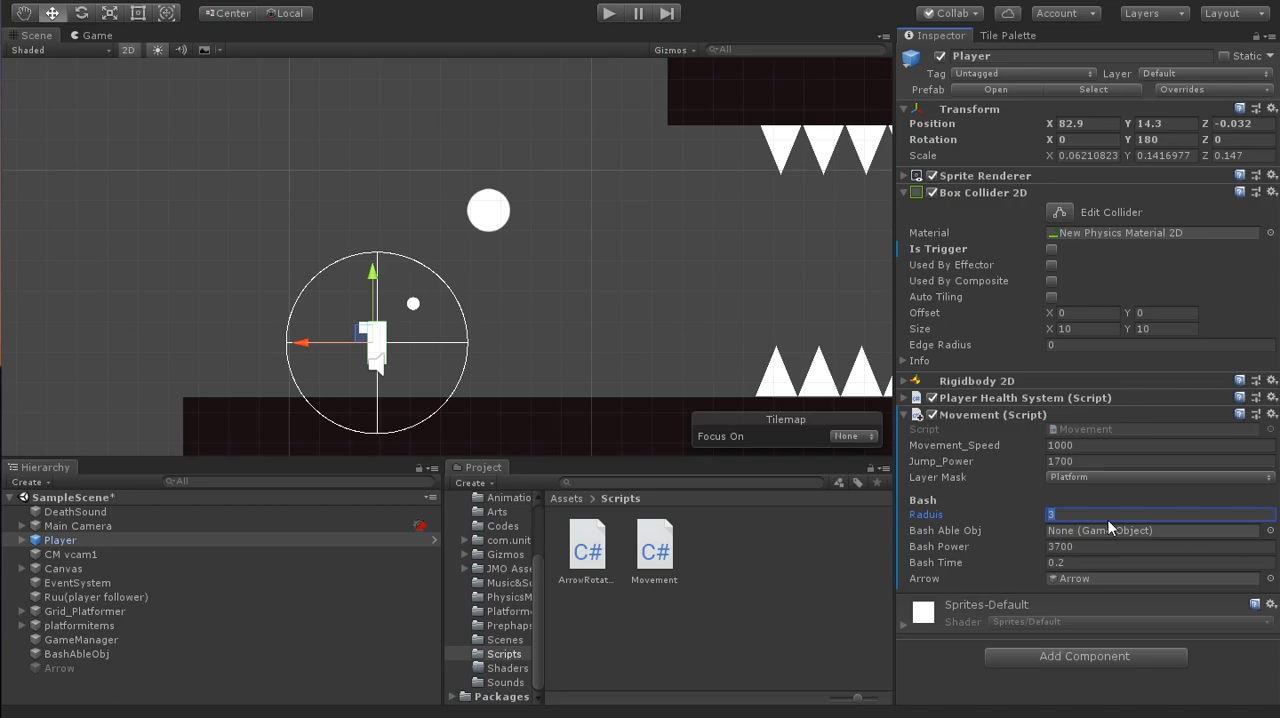 Center Local Collab Account Layers Layout
Scene Game Inspector Tile Palette
Shaded 2D Gizmos All
Player Static
Tag Untagged Layer Default
Prefab Open Select Overrides
Transform
Position X 82.9 Y 14.3 Z -0.032
Rotation X 0 Y 180 Z 0
Scale X 0.06210823 Y 0.1416977 Z 0.147
Sprite Renderer
Box Collider 2D
Edit Collider
Material New Physics Material 2D
Is Trigger
Used By Effector
Used By Composite
Auto Tiling
Offset X 0 Y 0
Size X 10 Y 10
Edge Radius 0
Info
Rigidbody 2D
Player Health System (Script)
Movement (Script)
Script Movement
Movement_Speed 1000
Jump_Power 1700
Layer Mask Platform
Bash
Raduis 3
Bash Able Obj None (Game Object)
Bash Power 3700
Bash Time 0.2
Arrow Arrow
Sprites-Default
Shader Sprites/Default
Add Component
Tilemap
Focus On None
Hierarchy
Create All
SampleScene*
DeathSound
Main Camera
Player
CM vcam1
Canvas
EventSystem
Ruu(player follower)
Grid_Platformer
platformitems
GameManager
BashAbleObj
Arrow
Project
Create
Animatio
Arts
Codes
com.unit
Gizmos
JMO Asse
Music&So
PhysicsM
Platform
Prephaps
Scenes
Scripts
Shaders
Sounds
Packages
Assets > Scripts
ArrowRotat...
Movement
C#
C#